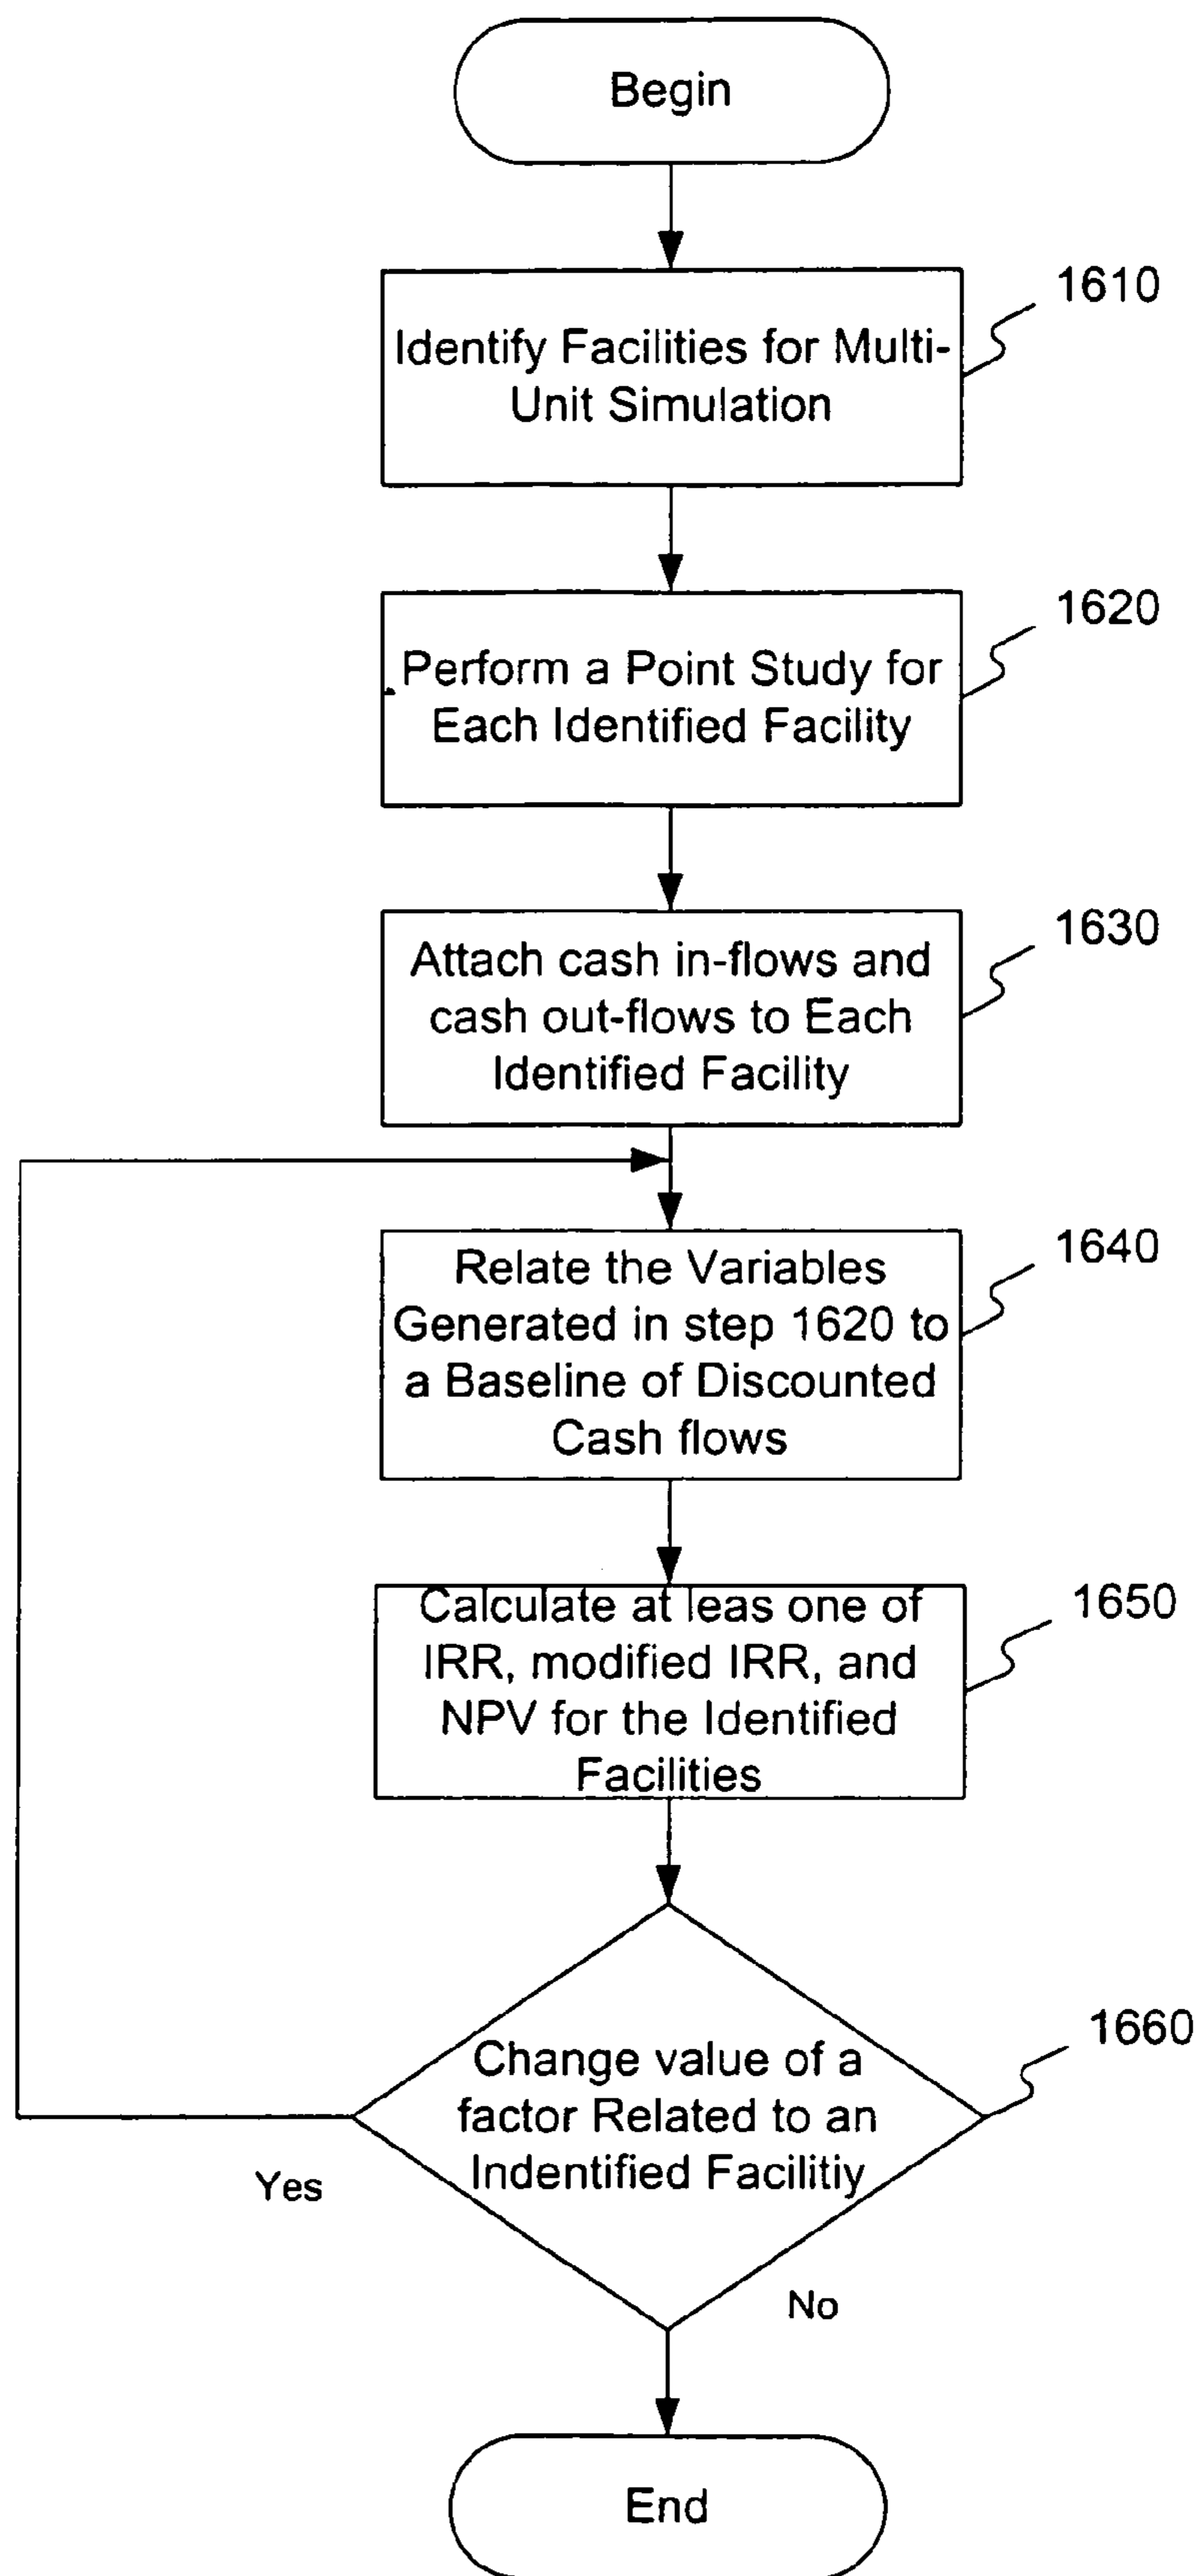 Begin
1610
Identify Facilities for Multi-
Unit Simulation
1620
Perform a Point Study for
Each Identified Facility
1630
Attach cash in-flows and
cash out-flows to Each
Identified Facility
1640
Relate the Variables
Generated in step 1620 to
a Baseline of Discounted
Cash flows
1650
Calculate at leas one of
IRR, modified IRR, and
NPV for the Identified
Facilities
1660
Change value of a
factor Related to an
Indentified Facilitiy
Yes
No
End